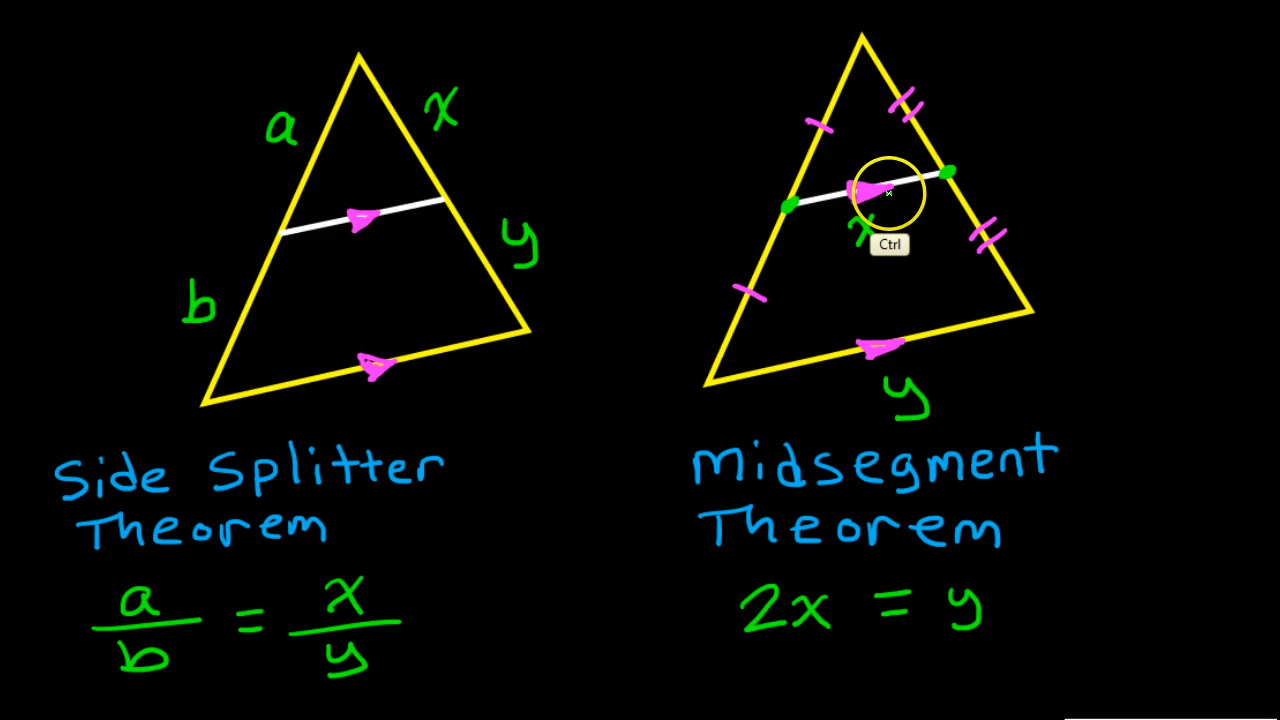 a
x
b
y
Side Splitter
Theorem
a/b = x/y
x
Ctrl
y
Midsegment
Theorem
2x = y